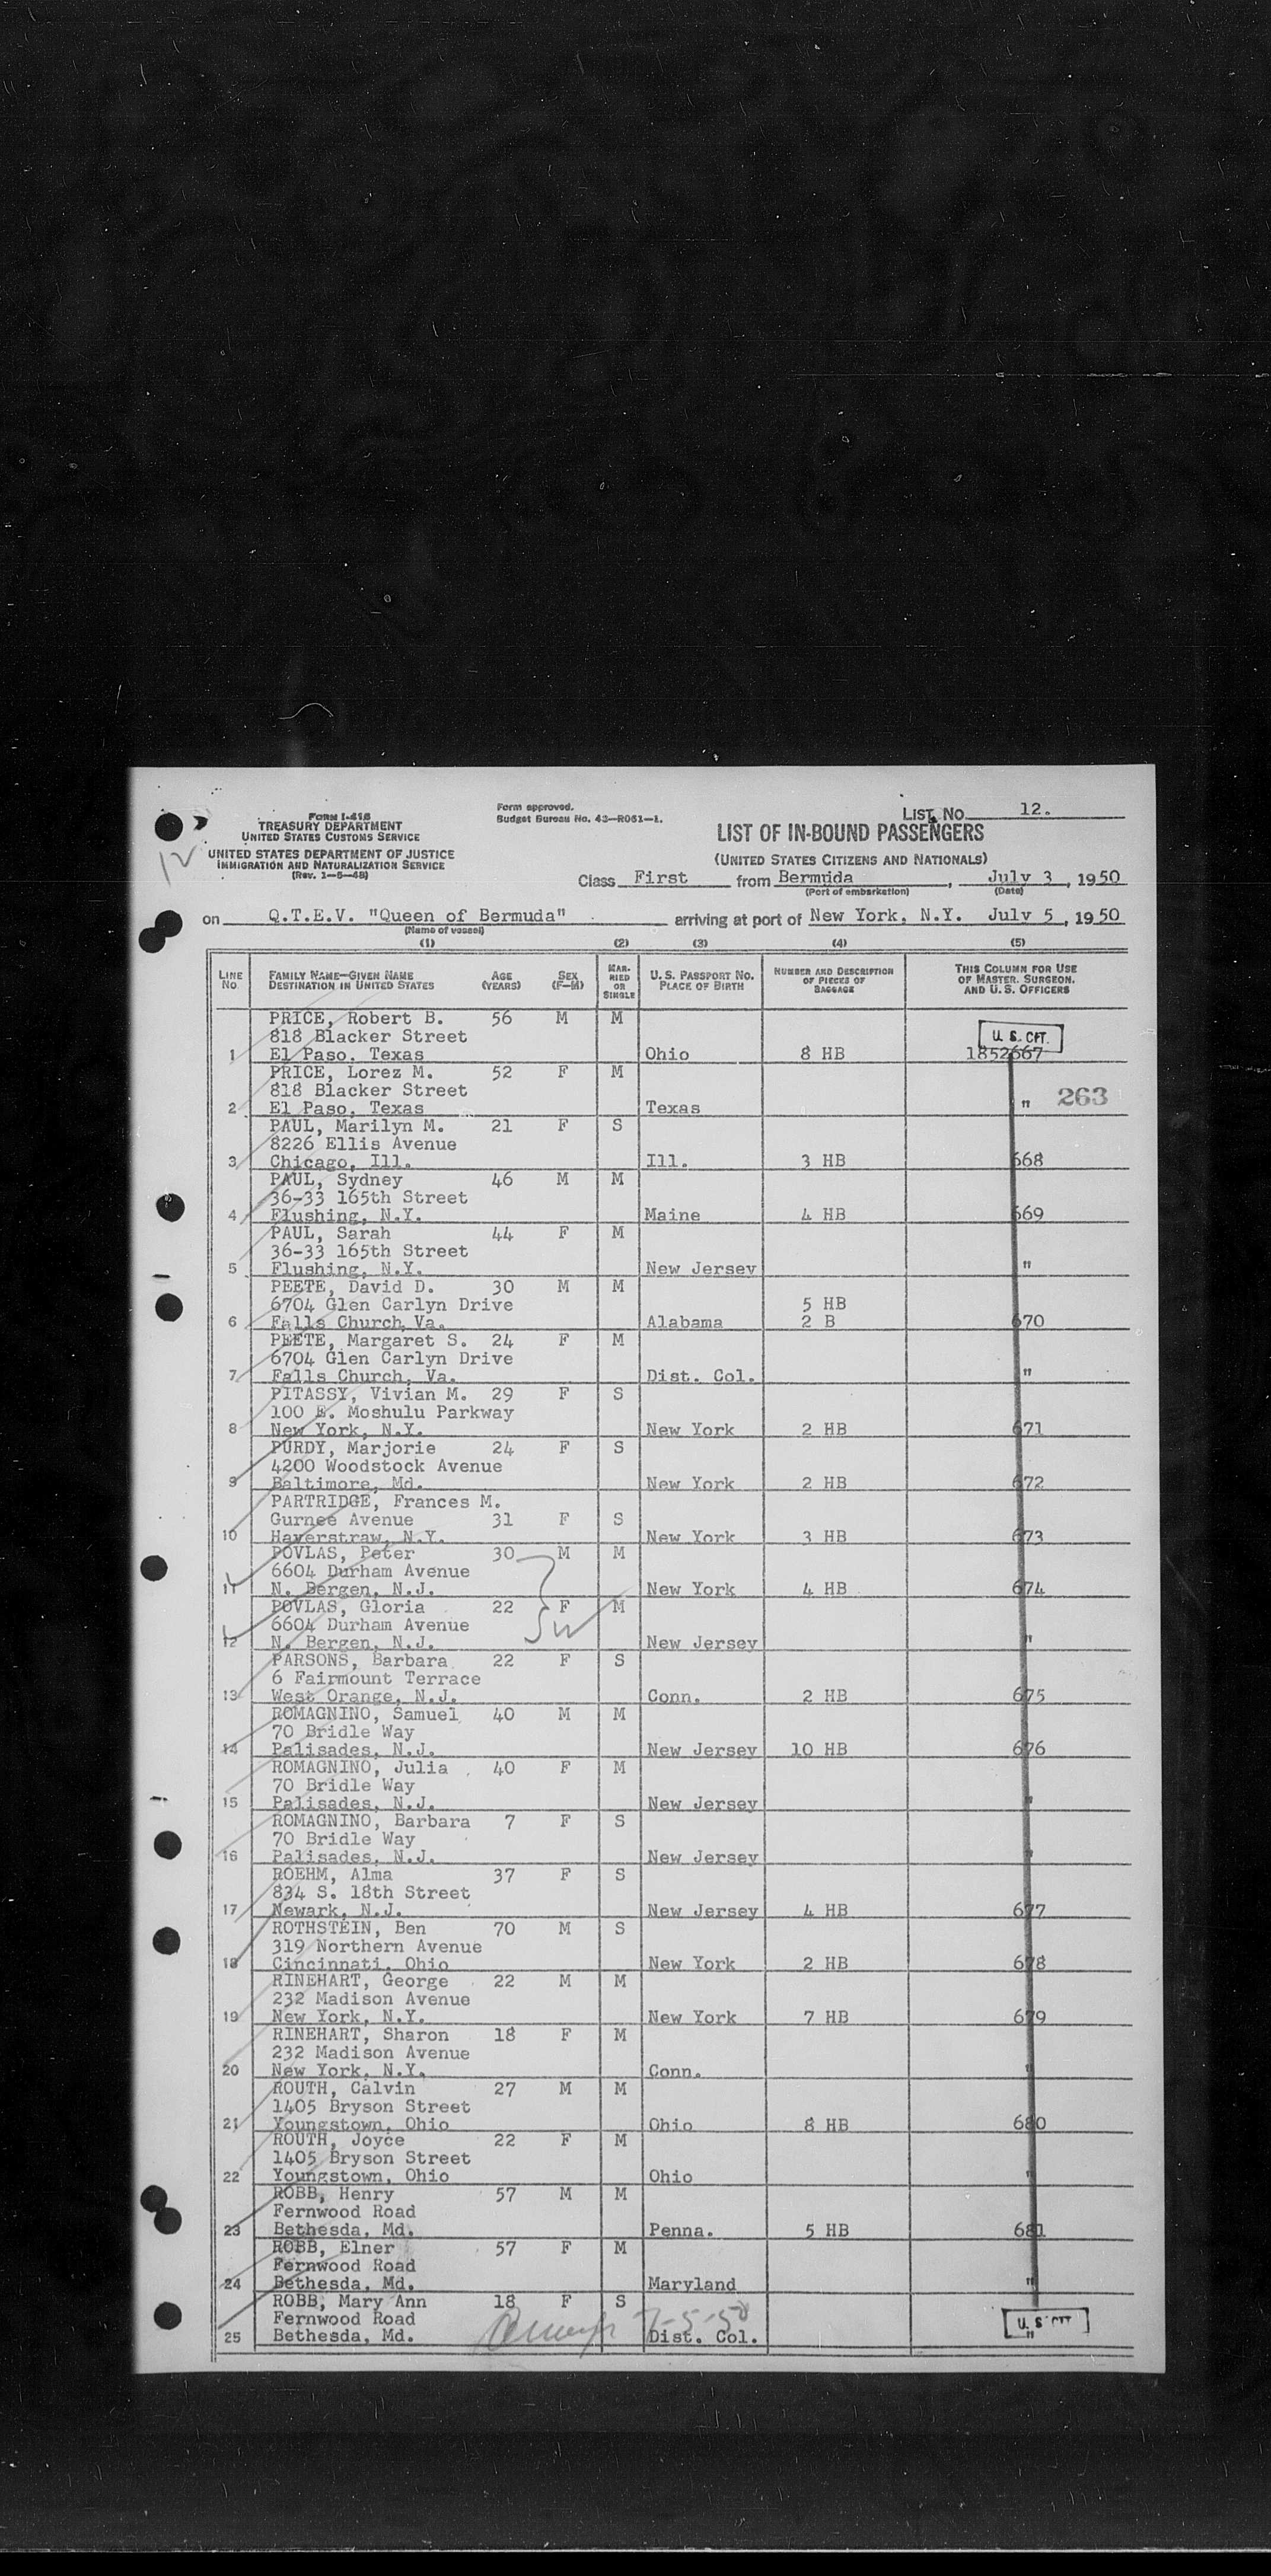 Form I-416
TREASURY DEPARTMENT
UNITED STATES CUSTOMS SERVICE
UNITED STATES DEPARTMENT OF JUSTICE
IMMIGRATION AND NATURALIZATION SERVICE
(Rev. 1-5-48)
12
Form approved.
Budget Bureau No. 43-R051-1.
LIST No. 12.
LIST OF IN-BOUND PASSENGERS
(UNITED STATES CITIZENS AND NATIONALS)
Class First from Bermuda, July 3, 1950
(Port of embarkation) (Date)
on Q.T.E.V. "Queen of Bermuda" arriving at port of New York, N.Y. July 5, 1950
(Name of vessel)
(1) (2) (3) (4) (5)
LINE No. FAMILY NAME—GIVEN NAME DESTINATION IN UNITED STATES AGE (YEARS) SEX (F—M) MARRIED OR SINGLE U.S. PASSPORT NO. PLACE OF BIRTH NUMBER AND DESCRIPTION OF PIECES OF BAGGAGE THIS COLUMN FOR USE OF MASTER, SURGEON, AND U.S. OFFICERS
PRICE, Robert B. 56 M M
818 Blacker Street U.S. CIT.
1 El Paso, Texas Ohio 8 HB 1852667
PRICE, Lorez M. 52 F M
818 Blacker Street
2 El Paso, Texas Texas " 263
PAUL, Marilyn M. 21 F S
8226 Ellis Avenue
3 Chicago, Ill. Ill. 3 HB 668
PAUL, Sydney 46 M M
36-33 165th Street
4 Flushing, N.Y. Maine 4 HB 669
PAUL, Sarah 44 F M
36-33 165th Street
5 Flushing, N.Y. New Jersey "
PEETE, David D. 30 M M
6704 Glen Carlyn Drive 5 HB
6 Falls Church, Va. Alabama 2 B 670
PEETE, Margaret S. 24 F M
6704 Glen Carlyn Drive
7 Falls Church, Va. Dist. Col. "
PITASSY, Vivian M. 29 F S
100 E. Moshulu Parkway
8 New York, N.Y. New York 2 HB 671
PURDY, Marjorie 24 F S
4200 Woodstock Avenue
9 Baltimore, Md. New York 2 HB 672
PARTRIDGE, Frances M.
Gurnee Avenue 31 F S
10 Haverstraw, N.Y. New York 3 HB 673
POVLAS, Peter 30 M M
6604 Durham Avenue
11 N. Bergen, N.J. New York 4 HB 674
POVLAS, Gloria 22 F M
6604 Durham Avenue
12 N. Bergen, N.J. New Jersey "
PARSONS, Barbara 22 F S
6 Fairmount Terrace
13 West Orange, N.J. Conn. 2 HB 675
ROMAGNINO, Samuel 40 M M
70 Bridle Way
14 Palisades, N.J. New Jersey 10 HB 676
ROMAGNINO, Julia 40 F M
70 Bridle Way
15 Palisades, N.J. New Jersey "
ROMAGNINO, Barbara 7 F S
70 Bridle Way
16 Palisades, N.J. New Jersey "
ROEHM, Alma 37 F S
834 S. 18th Street
17 Newark, N.J. New Jersey 4 HB 677
ROTHSTEIN, Ben 70 M S
319 Northern Avenue
18 Cincinnati, Ohio New York 2 HB 678
RINEHART, George 22 M M
232 Madison Avenue
19 New York, N.Y. New York 7 HB 679
RINEHART, Sharon 18 F M
232 Madison Avenue
20 New York, N.Y. Conn. "
ROUTH, Calvin 27 M M
1405 Bryson Street
21 Youngstown, Ohio Ohio 8 HB 680
ROUTH, Joyce 22 F M
1405 Bryson Street
22 Youngstown, Ohio Ohio "
ROBB, Henry 57 M M
Fernwood Road
23 Bethesda, Md. Penna. 5 HB 681
ROBB, Elner 57 F M
Fernwood Road
24 Bethesda, Md. Maryland "
ROBB, Mary Ann 18 F S
Fernwood Road 7-5-50 U.S. CIT
25 Bethesda, Md. Dist. Col. "